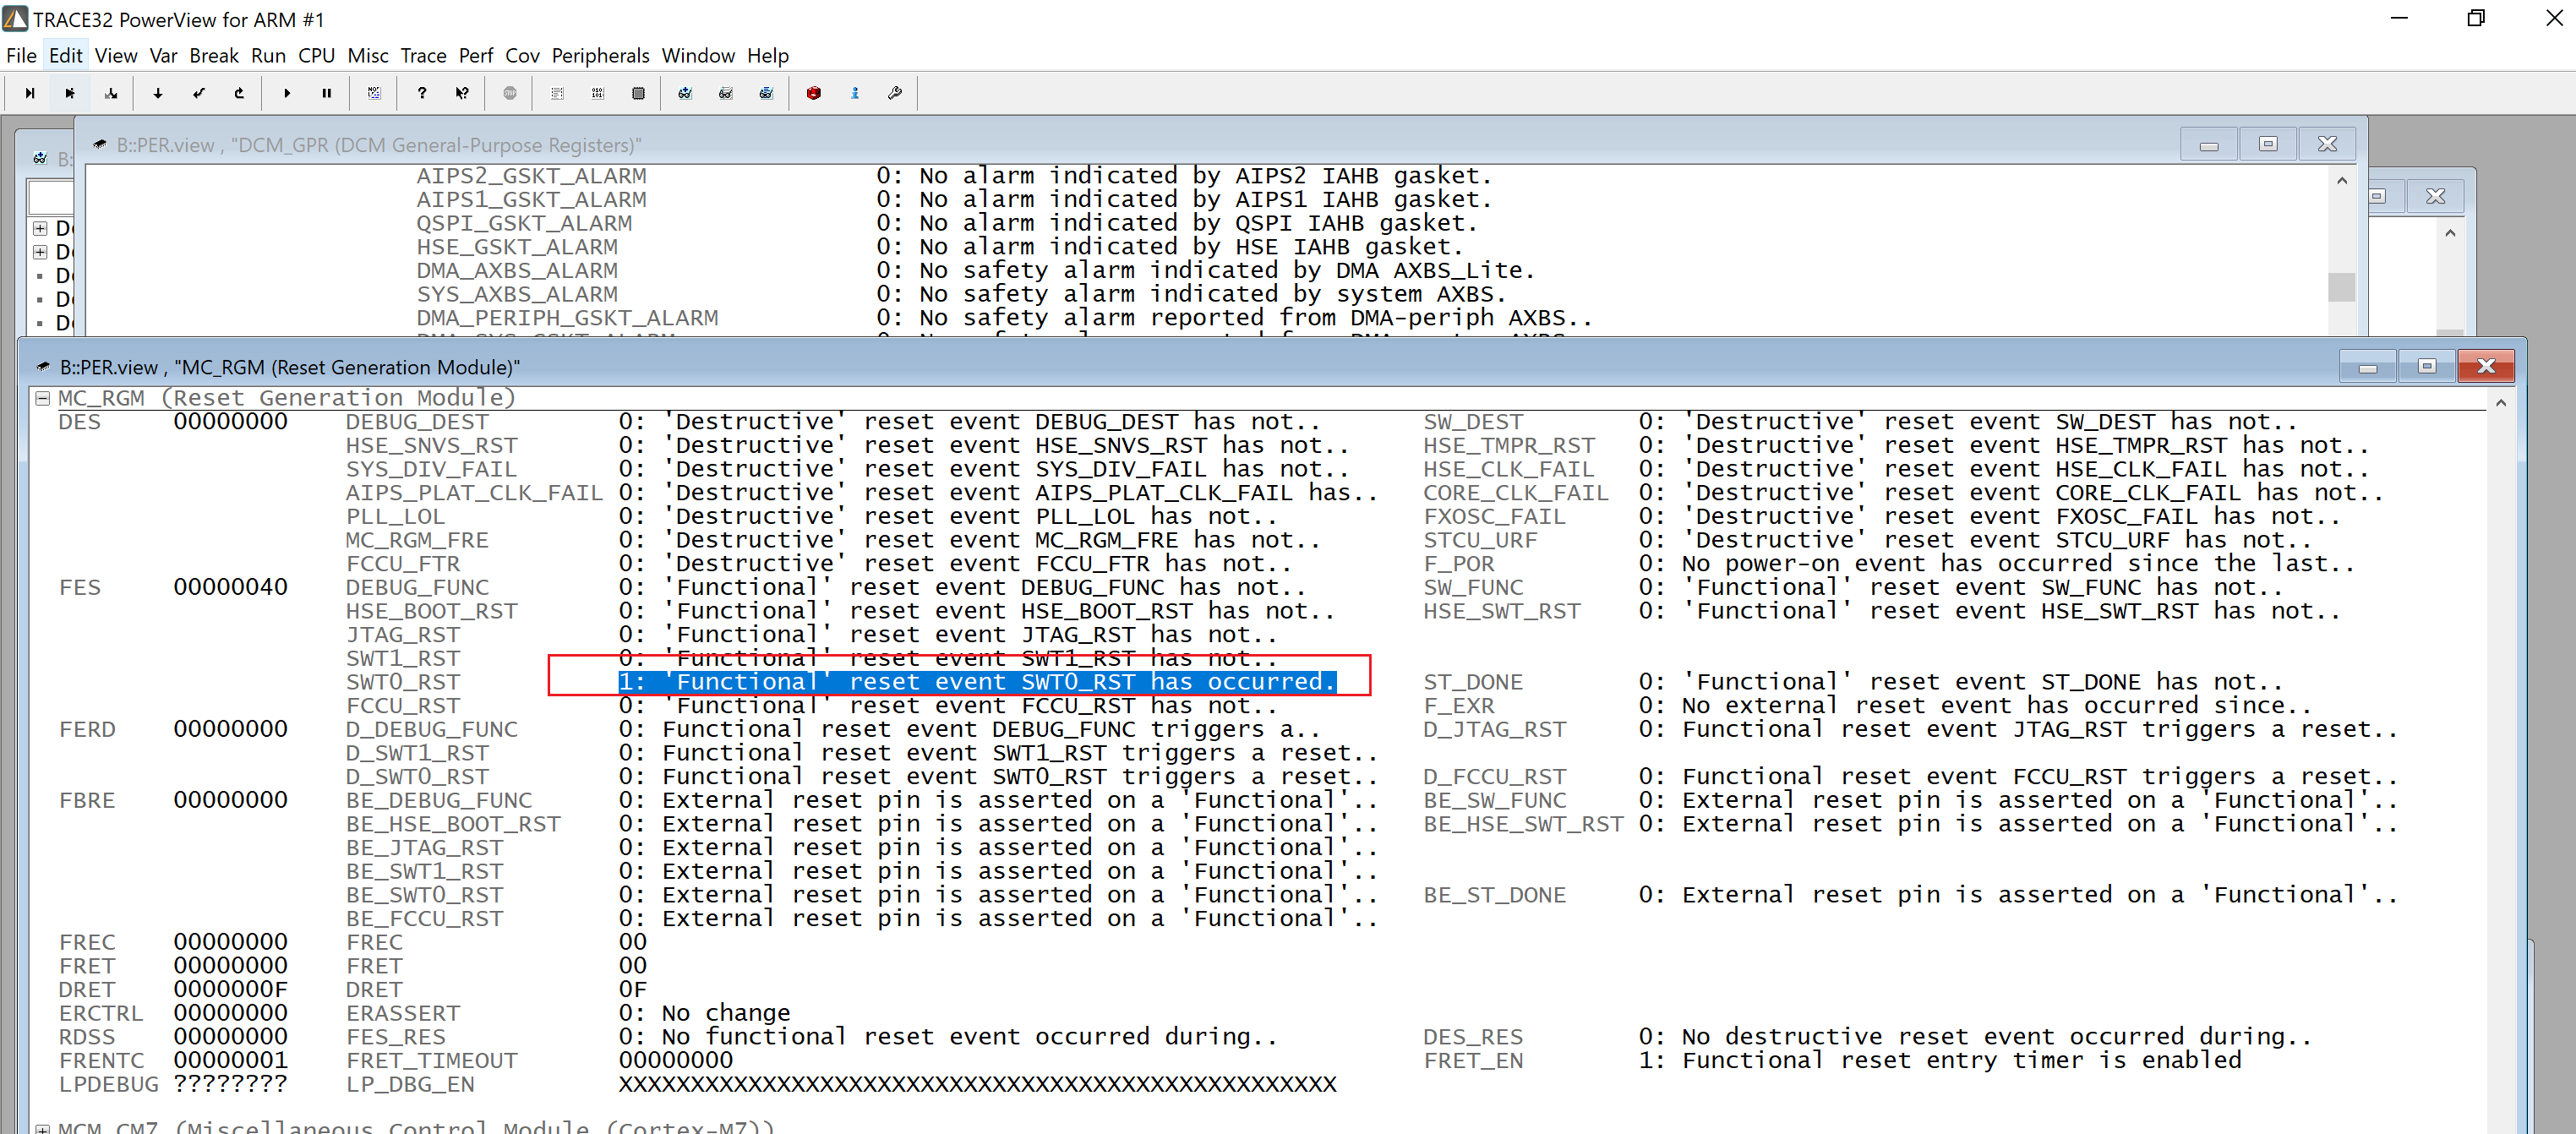 TRACE32 PowerView for ARM #1
File Edit View Var Break Run CPU Misc Trace Perf Cov Peripherals Window Help
B::PER.view , "DCM_GPR (DCM General-Purpose Registers)"
B:
AIPS2_GSKT_ALARM 0: No alarm indicated by AIPS2 IAHB gasket.
AIPS1_GSKT_ALARM 0: No alarm indicated by AIPS1 IAHB gasket.
QSPI_GSKT_ALARM 0: No alarm indicated by QSPI IAHB gasket.
HSE_GSKT_ALARM 0: No alarm indicated by HSE IAHB gasket.
DMA_AXBS_ALARM 0: No safety alarm indicated by DMA AXBS_Lite.
SYS_AXBS_ALARM 0: No safety alarm indicated by system AXBS.
DMA_PERIPH_GSKT_ALARM 0: No safety alarm reported from DMA-periph AXBS..
B::PER.view , "MC_RGM (Reset Generation Module)"
MC_RGM (Reset Generation Module)
DES 00000000 DEBUG_DEST 0: 'Destructive' reset event DEBUG_DEST has not.. SW_DEST 0: 'Destructive' reset event SW_DEST has not..
HSE_SNVS_RST 0: 'Destructive' reset event HSE_SNVS_RST has not.. HSE_TMPR_RST 0: 'Destructive' reset event HSE_TMPR_RST has not..
SYS_DIV_FAIL 0: 'Destructive' reset event SYS_DIV_FAIL has not.. HSE_CLK_FAIL 0: 'Destructive' reset event HSE_CLK_FAIL has not..
AIPS_PLAT_CLK_FAIL 0: 'Destructive' reset event AIPS_PLAT_CLK_FAIL has.. CORE_CLK_FAIL 0: 'Destructive' reset event CORE_CLK_FAIL has not..
PLL_LOL 0: 'Destructive' reset event PLL_LOL has not.. FXOSC_FAIL 0: 'Destructive' reset event FXOSC_FAIL has not..
MC_RGM_FRE 0: 'Destructive' reset event MC_RGM_FRE has not.. STCU_URF 0: 'Destructive' reset event STCU_URF has not..
FCCU_FTR 0: 'Destructive' reset event FCCU_FTR has not.. F_POR 0: No power-on event has occurred since the last..
FES 00000040 DEBUG_FUNC 0: 'Functional' reset event DEBUG_FUNC has not.. SW_FUNC 0: 'Functional' reset event SW_FUNC has not..
HSE_BOOT_RST 0: 'Functional' reset event HSE_BOOT_RST has not.. HSE_SWT_RST 0: 'Functional' reset event HSE_SWT_RST has not..
JTAG_RST 0: 'Functional' reset event JTAG_RST has not..
SWT1_RST 0: 'Functional' reset event SWT1_RST has not..
SWT0_RST 1: 'Functional' reset event SWT0_RST has occurred. ST_DONE 0: 'Functional' reset event ST_DONE has not..
FCCU_RST 0: 'Functional' reset event FCCU_RST has not.. F_EXR 0: No external reset event has occurred since..
FERD 00000000 D_DEBUG_FUNC 0: Functional reset event DEBUG_FUNC triggers a.. D_JTAG_RST 0: Functional reset event JTAG_RST triggers a reset..
D_SWT1_RST 0: Functional reset event SWT1_RST triggers a reset..
D_SWT0_RST 0: Functional reset event SWT0_RST triggers a reset.. D_FCCU_RST 0: Functional reset event FCCU_RST triggers a reset..
FBRE 00000000 BE_DEBUG_FUNC 0: External reset pin is asserted on a 'Functional'.. BE_SW_FUNC 0: External reset pin is asserted on a 'Functional'..
BE_HSE_BOOT_RST 0: External reset pin is asserted on a 'Functional'.. BE_HSE_SWT_RST 0: External reset pin is asserted on a 'Functional'..
BE_JTAG_RST 0: External reset pin is asserted on a 'Functional'..
BE_SWT1_RST 0: External reset pin is asserted on a 'Functional'..
BE_SWT0_RST 0: External reset pin is asserted on a 'Functional'.. BE_ST_DONE 0: External reset pin is asserted on a 'Functional'..
BE_FCCU_RST 0: External reset pin is asserted on a 'Functional'..
FREC 00000000 FREC 00
FRET 00000000 FRET 00
DRET 0000000F DRET 0F
ERCTRL 00000000 ERASSERT 0: No change
RDSS 00000000 FES_RES 0: No functional reset event occurred during.. DES_RES 0: No destructive reset event occurred during..
FRENTC 00000001 FRET_TIMEOUT 00000000 FRET_EN 1: Functional reset entry timer is enabled
LPDEBUG ???????? LP_DBG_EN XXXXXXXXXXXXXXXXXXXXXXXXXXXXXXXXXXXXXXXXXXXXXXXXXX
MCM_CM7 (Miscellaneous Control Module (Cortex-M7))